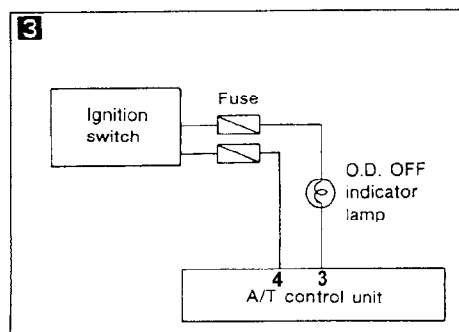 3
Ignition
switch
Fuse
O.D. OFF
indicator
lamp
4 3
A/T control unit